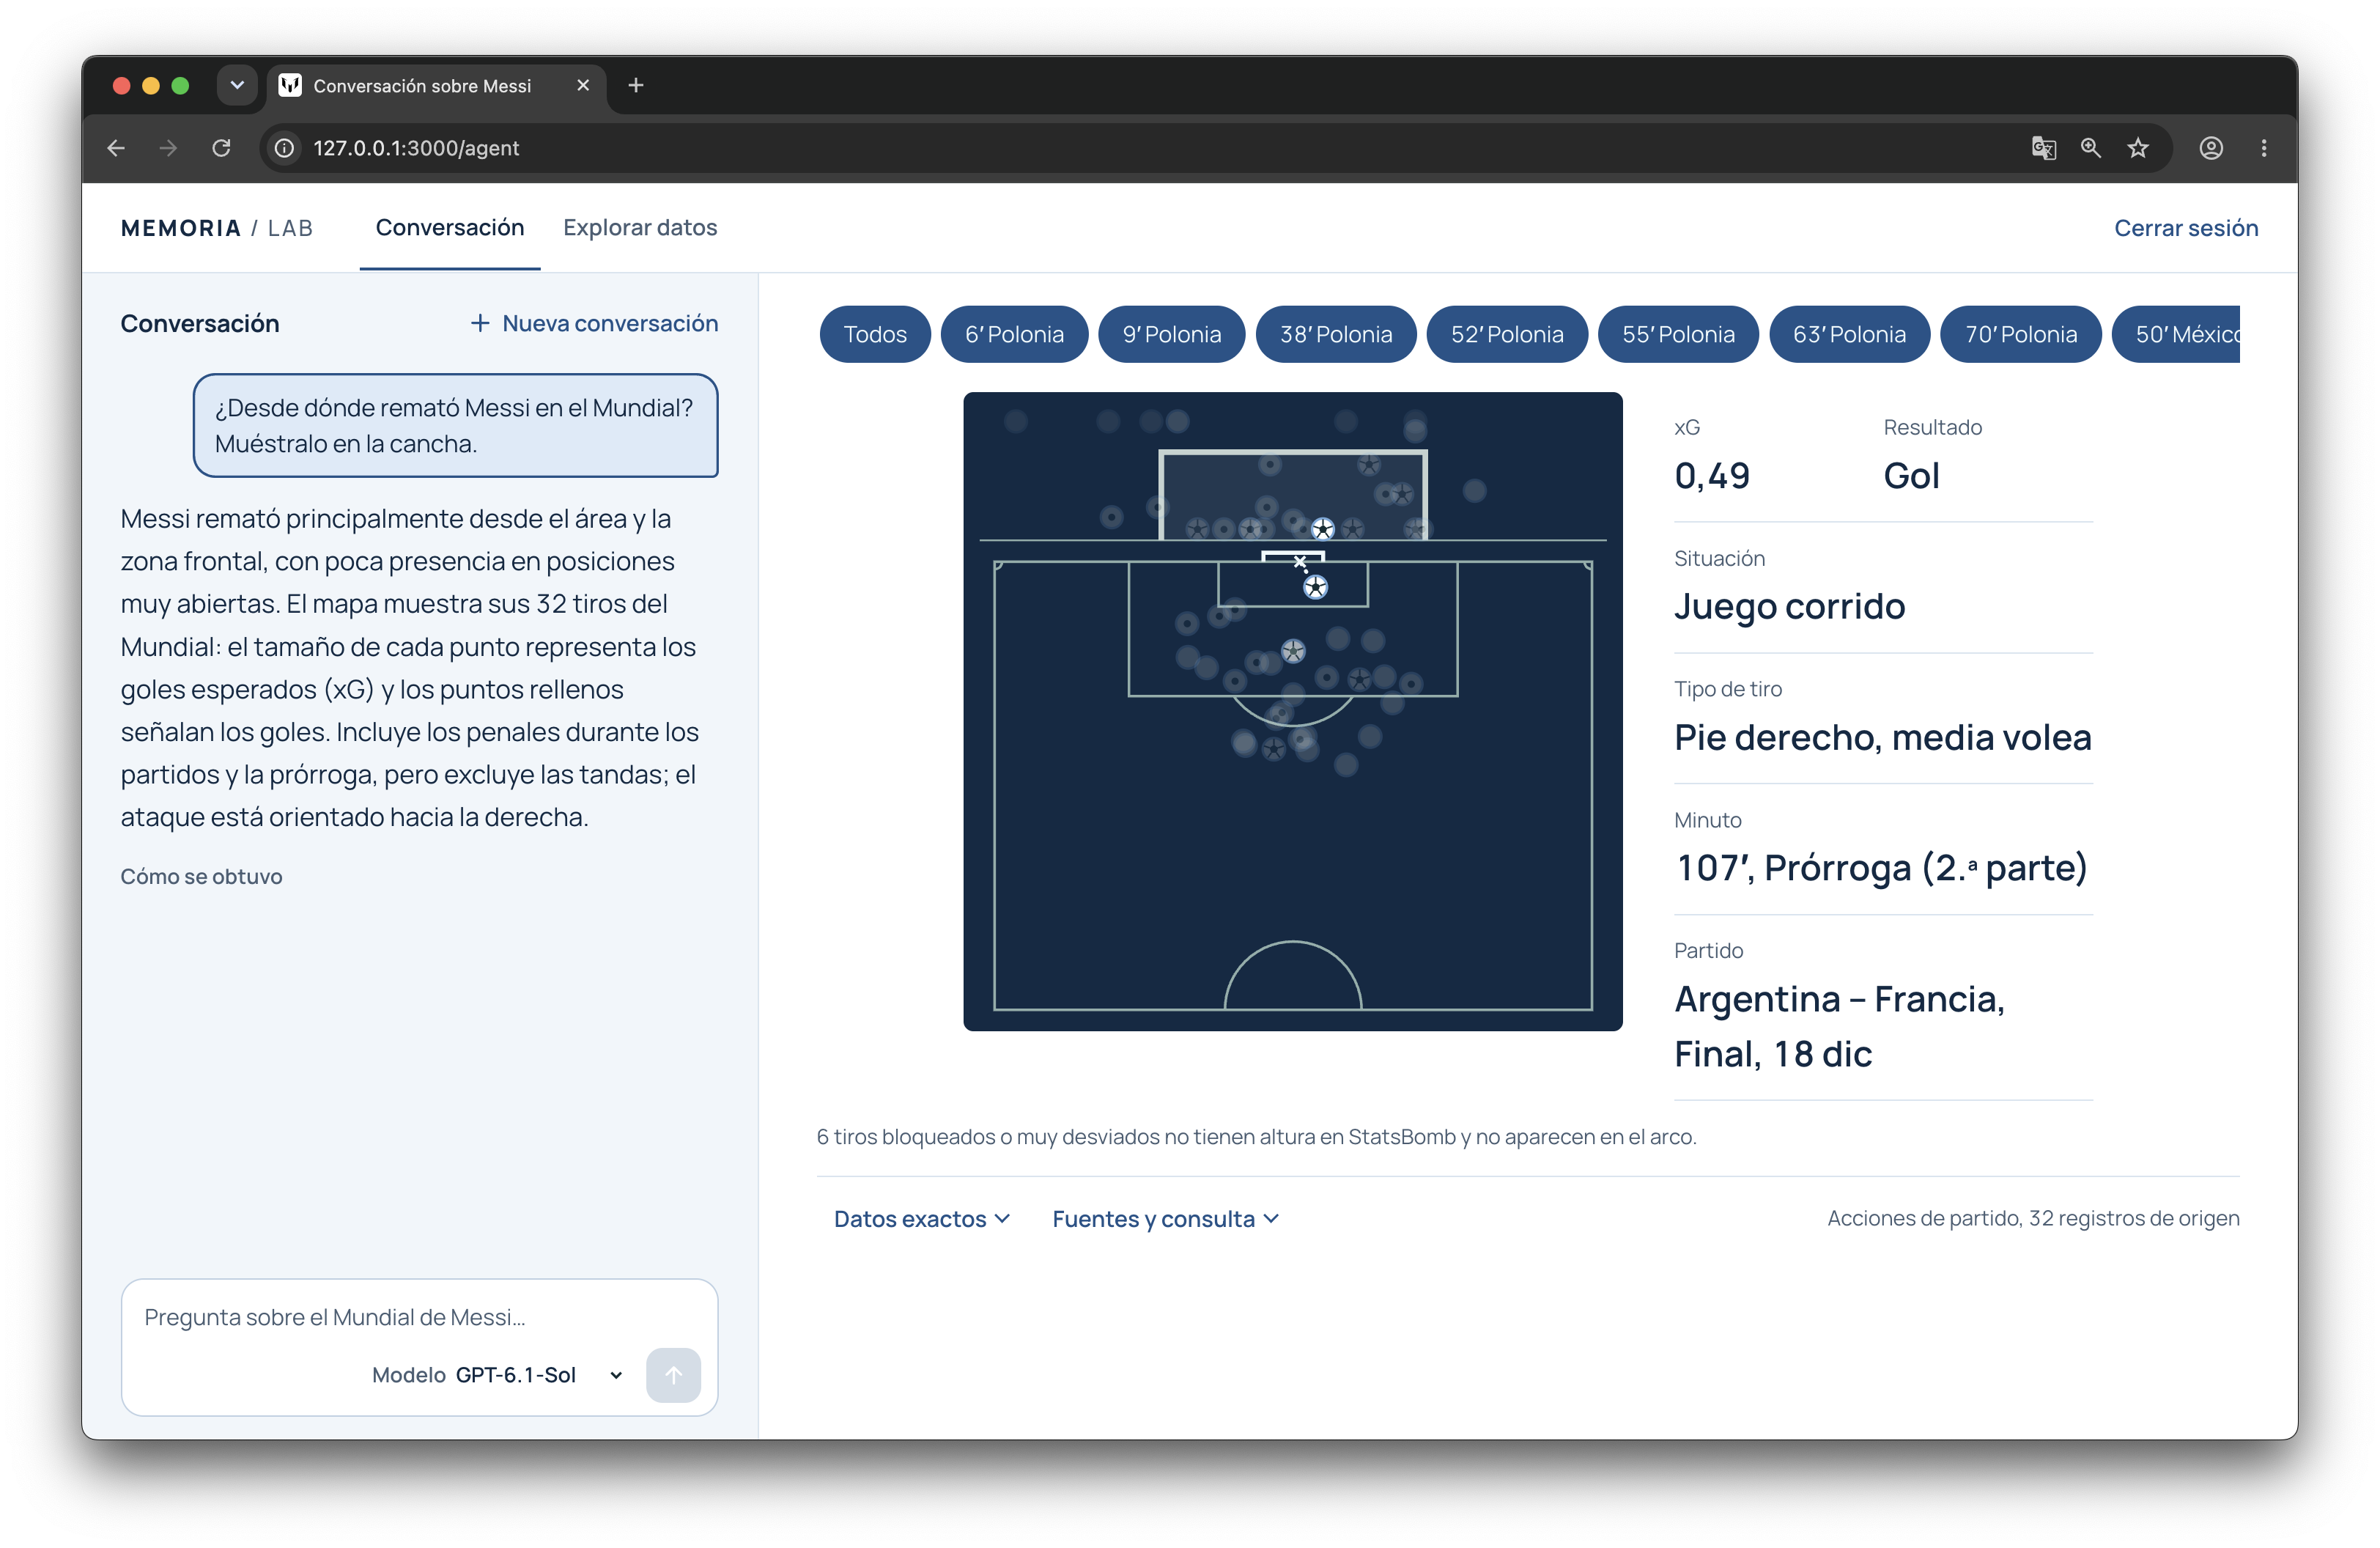 Conversación sobre Messi
127.0.0.1:3000/agent
MEMORIA / LAB
Conversación
Explorar datos
Cerrar sesión
Conversación
+ Nueva conversación
¿Desde dónde remató Messi en el Mundial?
Muéstralo en la cancha.
Messi remató principalmente desde el área y la
zona frontal, con poca presencia en posiciones
muy abiertas. El mapa muestra sus 32 tiros del
Mundial: el tamaño de cada punto representa los
goles esperados (xG) y los puntos rellenos
señalan los goles. Incluye los penales durante los
partidos y la prórroga, pero excluye las tandas; el
ataque está orientado hacia la derecha.
Cómo se obtuvo
Pregunta sobre el Mundial de Messi...
Modelo GPT-6.1-Sol
Todos
6′ Polonia
9′ Polonia
38′ Polonia
52′ Polonia
55′ Polonia
63′ Polonia
70′ Polonia
50′ México
xG
0,49
Resultado
Gol
Situación
Juego corrido
Tipo de tiro
Pie derecho, media volea
Minuto
107′, Prórroga (2.ª parte)
Partido
Argentina – Francia,
Final, 18 dic
6 tiros bloqueados o muy desviados no tienen altura en StatsBomb y no aparecen en el arco.
Datos exactos
Fuentes y consulta
Acciones de partido, 32 registros de origen